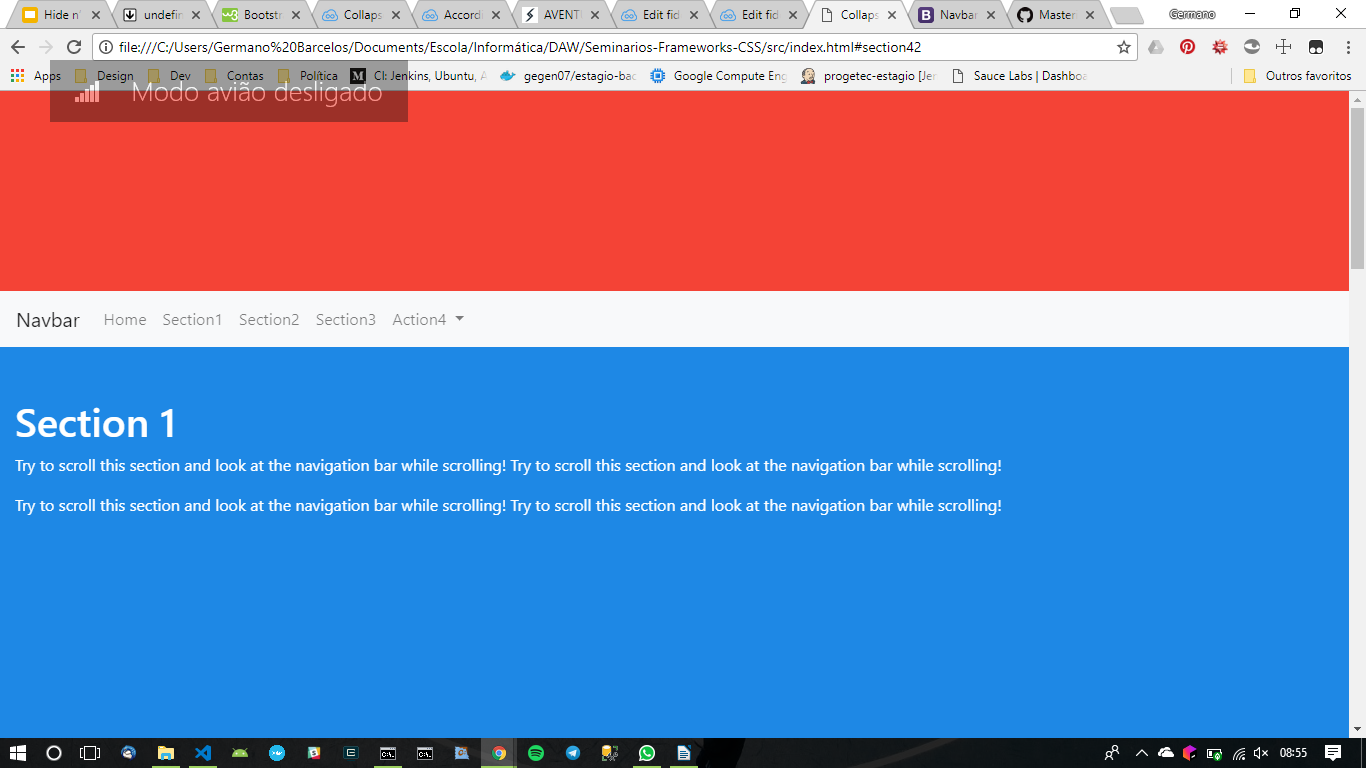 Hide n' undefin Bootstr Collaps Accord AVENT Edit fid Edit fid Collaps Navbar Master Germano
file:///C:/Users/Germano%20Barcelos/Documents/Escola/Informática/DAW/Seminarios-Frameworks-CSS/src/index.html#section42
Apps Design Dev Contas Política CI: Jenkins, Ubuntu, gegen07/estagio-bac Google Compute Eng progetec-estagio [Jen Sauce Labs | Dashboa Outros favoritos
Modo avião desligado
Navbar Home Section1 Section2 Section3 Action4
Section 1
Try to scroll this section and look at the navigation bar while scrolling! Try to scroll this section and look at the navigation bar while scrolling!
Try to scroll this section and look at the navigation bar while scrolling! Try to scroll this section and look at the navigation bar while scrolling!
08:55